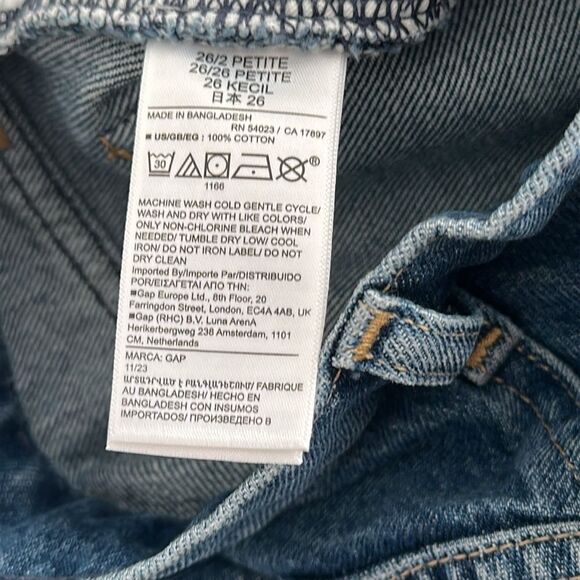 26/2 PETITE
26/26 PETITE
26 KECIL
日本 26
MADE IN BANGLADESH
RN 54023 / CA 17897
US/GB/EG : 100% COTTON
30
®
1166
MACHINE WASH COLD GENTLE CYCLE/
WASH AND DRY WITH LIKE COLORS/
ONLY NON-CHLORINE BLEACH WHEN
NEEDED/ TUMBLE DRY LOW/ COOL
IRON/ DO NOT IRON LABEL/ DO NOT
DRY CLEAN
Imported By/Importe Par/DISTRIBUIDO
POR/ΕΙΣΑΓΕΤΑΙ ΑΠΟ ΤΗΝ:
Gap Europe Ltd., 8th Floor, 20
Farringdon Street, London, EC4A 4AB, UK
Gap (RHC) B.V. Luna ArenA
Herikerbergweg 238 Amsterdam, 1101
CM, Netherlands
MARCA: GAP
11/23
ԱՐՏԱԴՐՎԱԾ Է ԲԱՆԳԼԱԴԵՇՈՒՄ/ FABRIQUE
AU BANGLADESH/ HECHO EN
BANGLADESH CON INSUMOS
IMPORTADOS/ ПРОИЗВЕДЕНО В